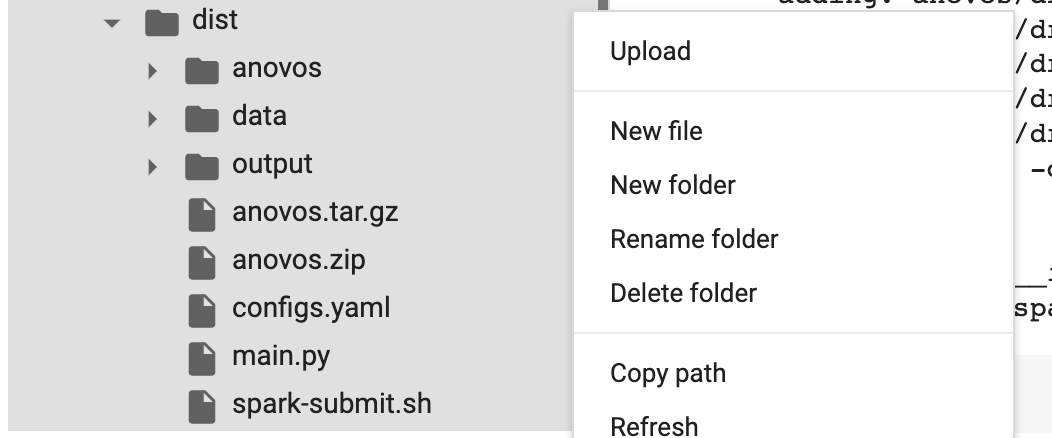 dist
anovos
data
output
anovos.tar.gz
anovos.zip
configs.yaml
main.py
spark-submit.sh
Upload
New file
New folder
Rename folder
Delete folder
Copy path
Refresh